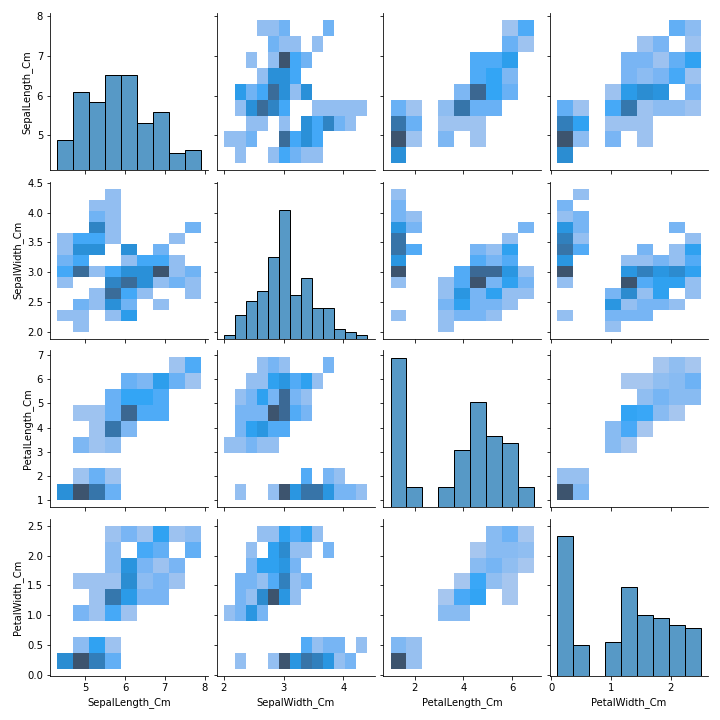 SepalLength_Cm
8
7
6
5
SepalWidth_Cm
4.5
4.0
3.5
3.0
2.5
2.0
PetalLength_Cm
7
6
5
4
3
2
1
PetalWidth_Cm
2.5
2.0
1.5
1.0
0.5
0.0
5 6 7 8
2 3 4
2 4 6
0 1 2
SepalLength_Cm SepalWidth_Cm PetalLength_Cm PetalWidth_Cm